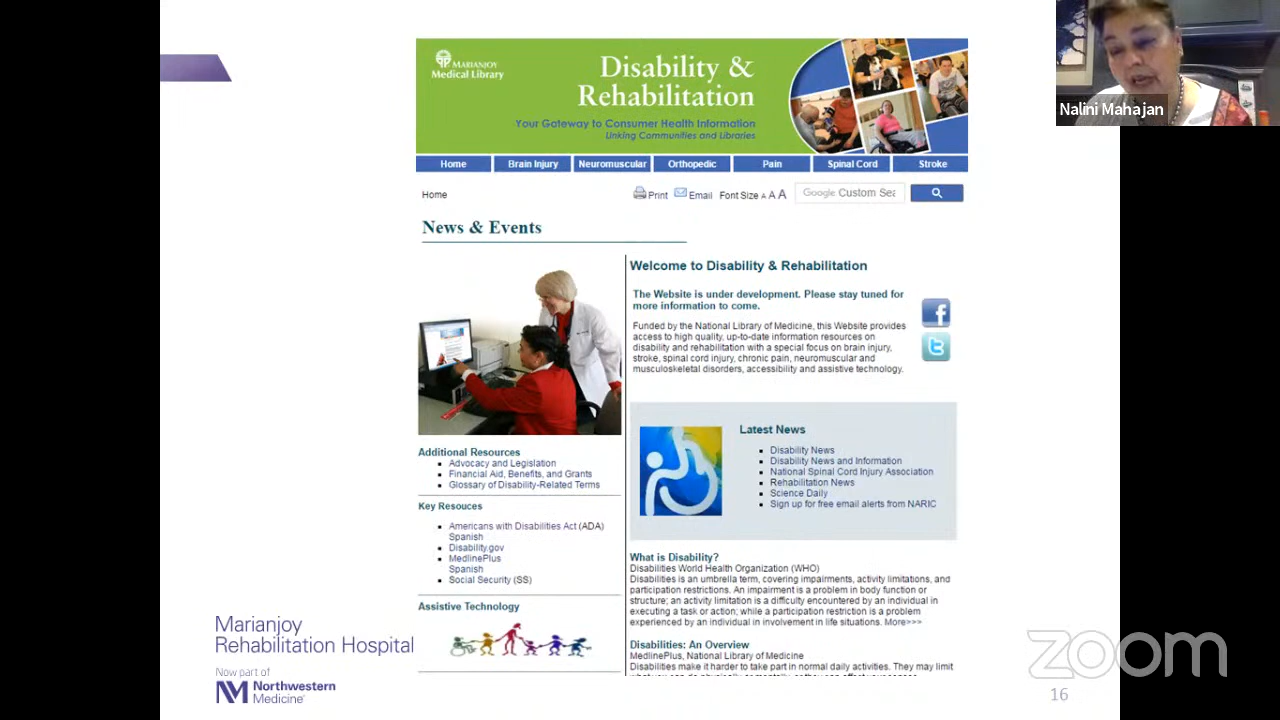 MARIANJOY
Medical Library
Disability &
Rehabilitation
Your Gateway to Consumer Health Information
Linking Communities and Libraries
Nalini Mahajan
Home Brain Injury Neuromuscular Orthopedic Pain Spinal Cord Stroke
Home Print Email Font Size A A A Google Custom Sea
News & Events
Welcome to Disability & Rehabilitation
The Website is under development. Please stay tuned for
more information to come.
Funded by the National Library of Medicine, this Website provides
access to high quality, up-to-date information resources on
disability and rehabilitation with a special focus on brain injury,
stroke, spinal cord injury, chronic pain, neuromuscular and
musculoskeletal disorders, accessibility and assistive technology.
Latest News
Disability News
Disability News and Information
National Spinal Cord Injury Association
Rehabilitation News
Science Daily
Sign up for free email alerts from NARIC
Additional Resources
Advocacy and Legislation
Financial Aid, Benefits, and Grants
Glossary of Disability-Related Terms
Key Resouces
Americans with Disabilities Act (ADA)
Spanish
Disability.gov
MedlinePlus
Spanish
Social Security (SS)
Assistive Technology
What is Disability?
Disabilities World Health Organization (WHO)
Disabilities is an umbrella term, covering impairments, activity limitations, and
participation restrictions. An impairment is a problem in body function or
structure; an activity limitation is a difficulty encountered by an individual in
executing a task or action; while a participation restriction is a problem
experienced by an individual in involvement in life situations. More>>>
Disabilities: An Overview
MedlinePlus, National Library of Medicine
Disabilities make it harder to take part in normal daily activities. They may limit
Marianjoy
Rehabilitation Hospital
Now part of
Northwestern
Medicine
zoom
16